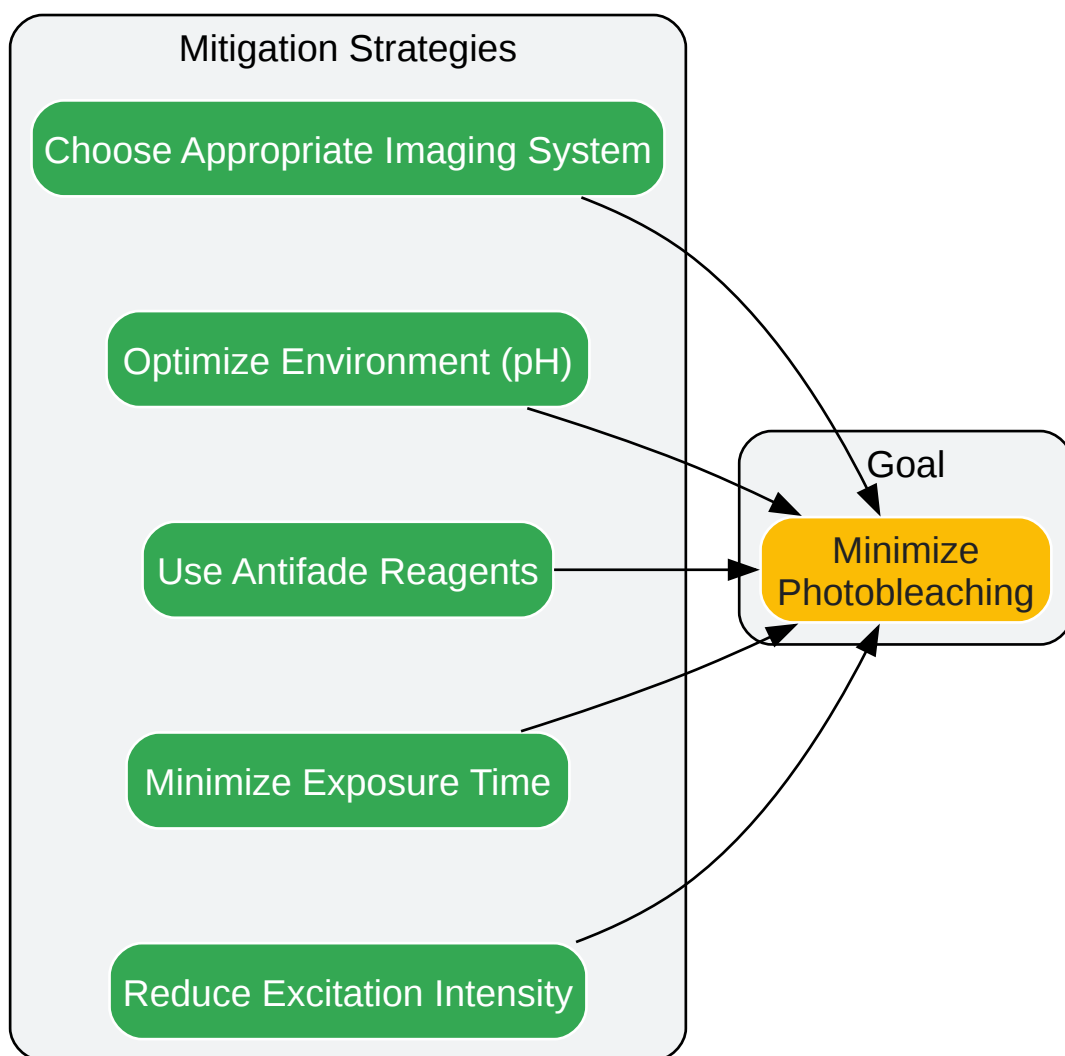 Mitigation Strategies
Choose Appropriate Imaging System
Optimize Environment (pH)
Use Antifade Reagents
Minimize Exposure Time
Reduce Excitation Intensity
Goal
Minimize
Photobleaching